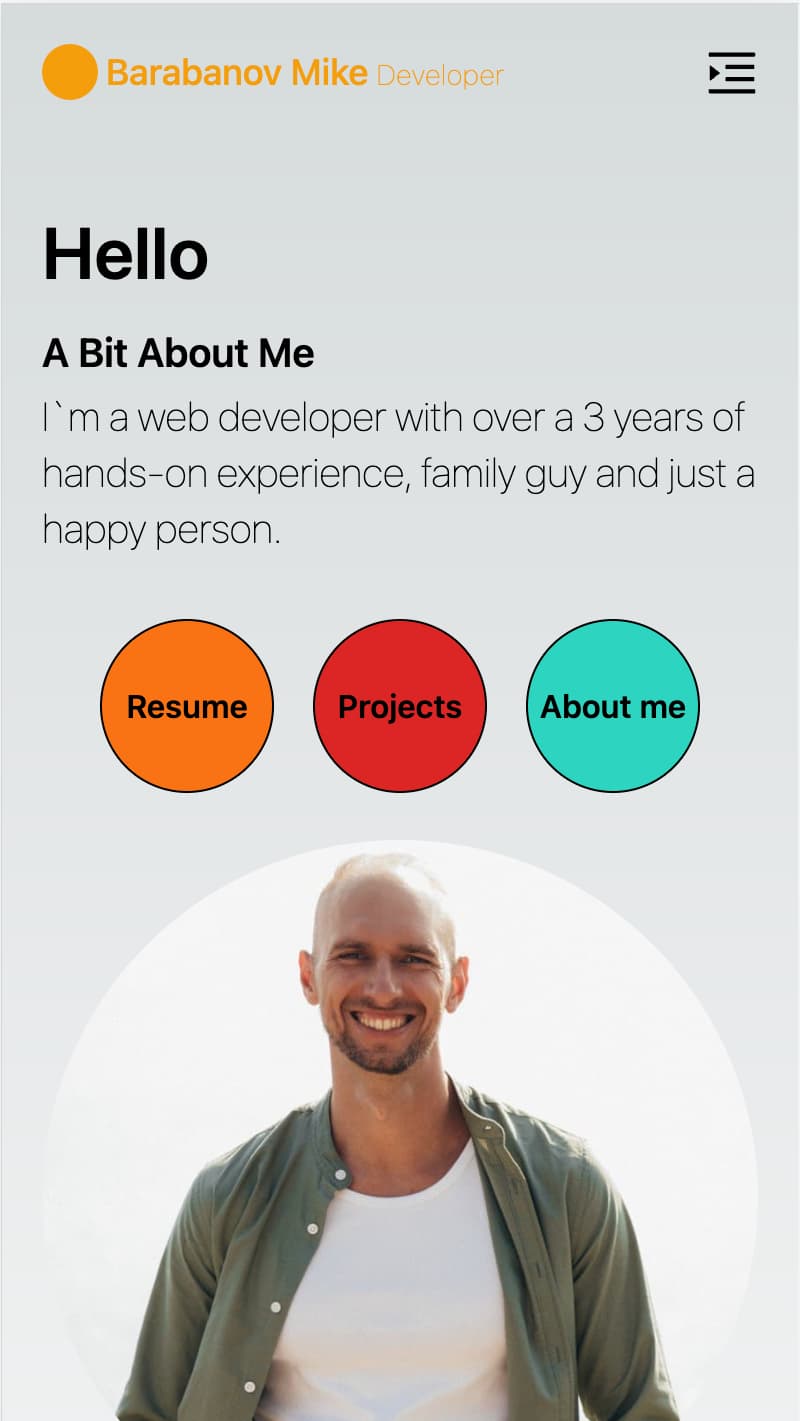 Barabanov Mike Developer
Hello
A Bit About Me
I`m a web developer with over a 3 years of
hands-on experience, family guy and just a
happy person.
Resume Projects About me